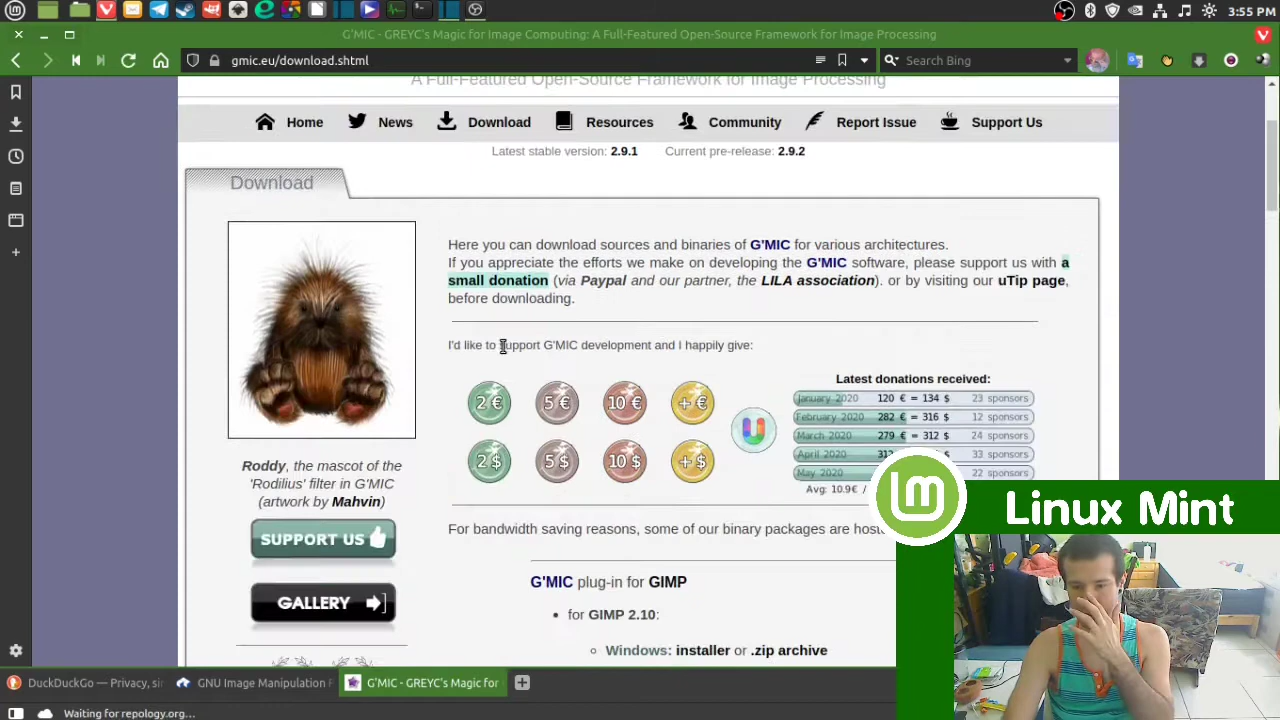 3:55 PM
G'MIC - GREYC's Magic for Image Computing: A Full-Featured Open-Source Framework for Image Processing
gmic.eu/download.shtml
Search Bing
A Full-Featured Open-Source Framework for Image Processing
Home News Download Resources Community Report Issue Support Us
Latest stable version: 2.9.1 Current pre-release: 2.9.2
Download
Here you can download sources and binaries of G'MIC for various architectures.
If you appreciate the efforts we make on developing the G'MIC software, please support us with a
small donation (via Paypal and our partner, the LILA association). or by visiting our uTip page,
before downloading.
I'd like to support G'MIC development and I happily give:
2 € 5 € 10 € + €
2 $ 5 $ 10 $ + $
Latest donations received:
January 2020 120 € = 134 $ 23 sponsors
February 2020 282 € = 316 $ 12 sponsors
March 2020 279 € = 312 $ 24 sponsors
April 2020 33 sponsors
May 2020 22 sponsors
Avg: 10.9€ /
Roddy, the mascot of the
'Rodilius' filter in G'MIC
(artwork by Mahvin)
SUPPORT US
GALLERY
For bandwidth saving reasons, some of our binary packages are
G'MIC plug-in for GIMP
for GIMP 2.10:
Windows: installer or .zip archive
Linux Mint
DuckDuckGo — Privacy, GNU Image Manipulation G'MIC - GREYC's Magic for
Waiting for repology.org...